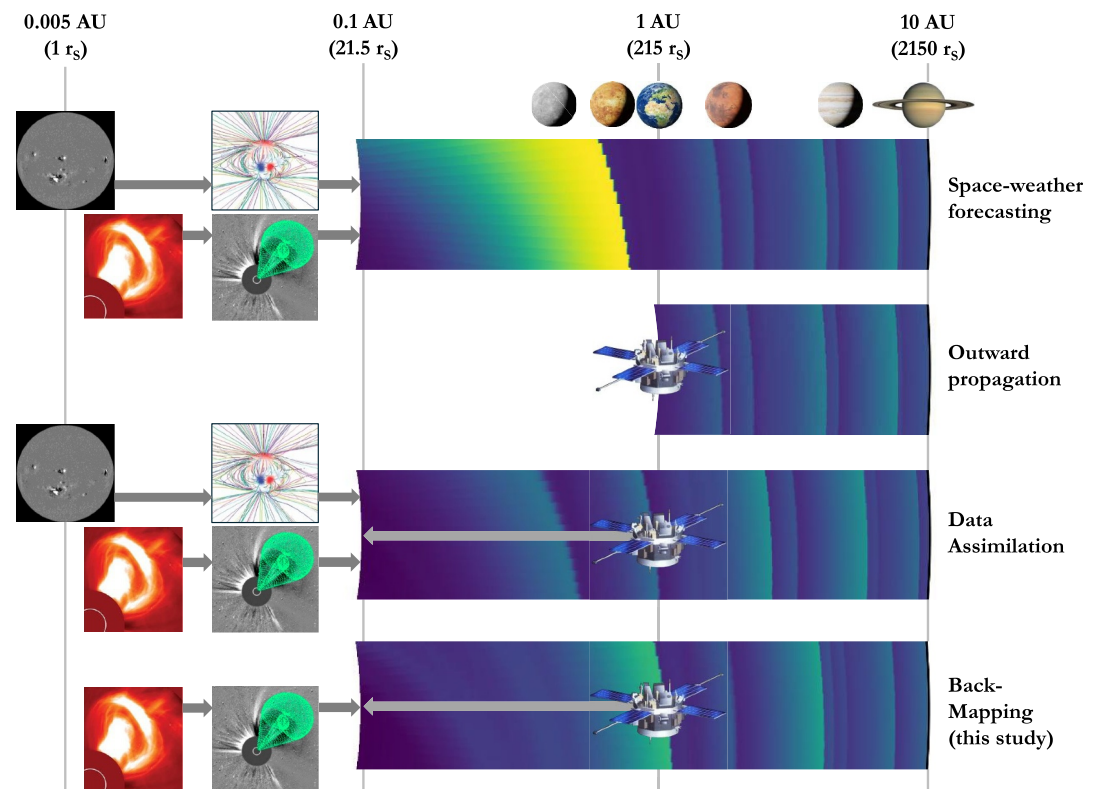 0.005 AU
(1 rS)
0.1 AU
(21.5 rS)
1 AU
(215 rS)
10 AU
(2150 rS)
Space-weather
forecasting
Outward
propagation
Data
Assimilation
Back-
Mapping
(this study)